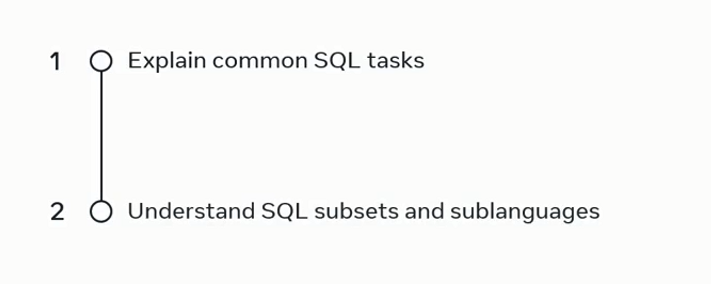 1 Explain common SQL tasks
2 Understand SQL subsets and sublanguages